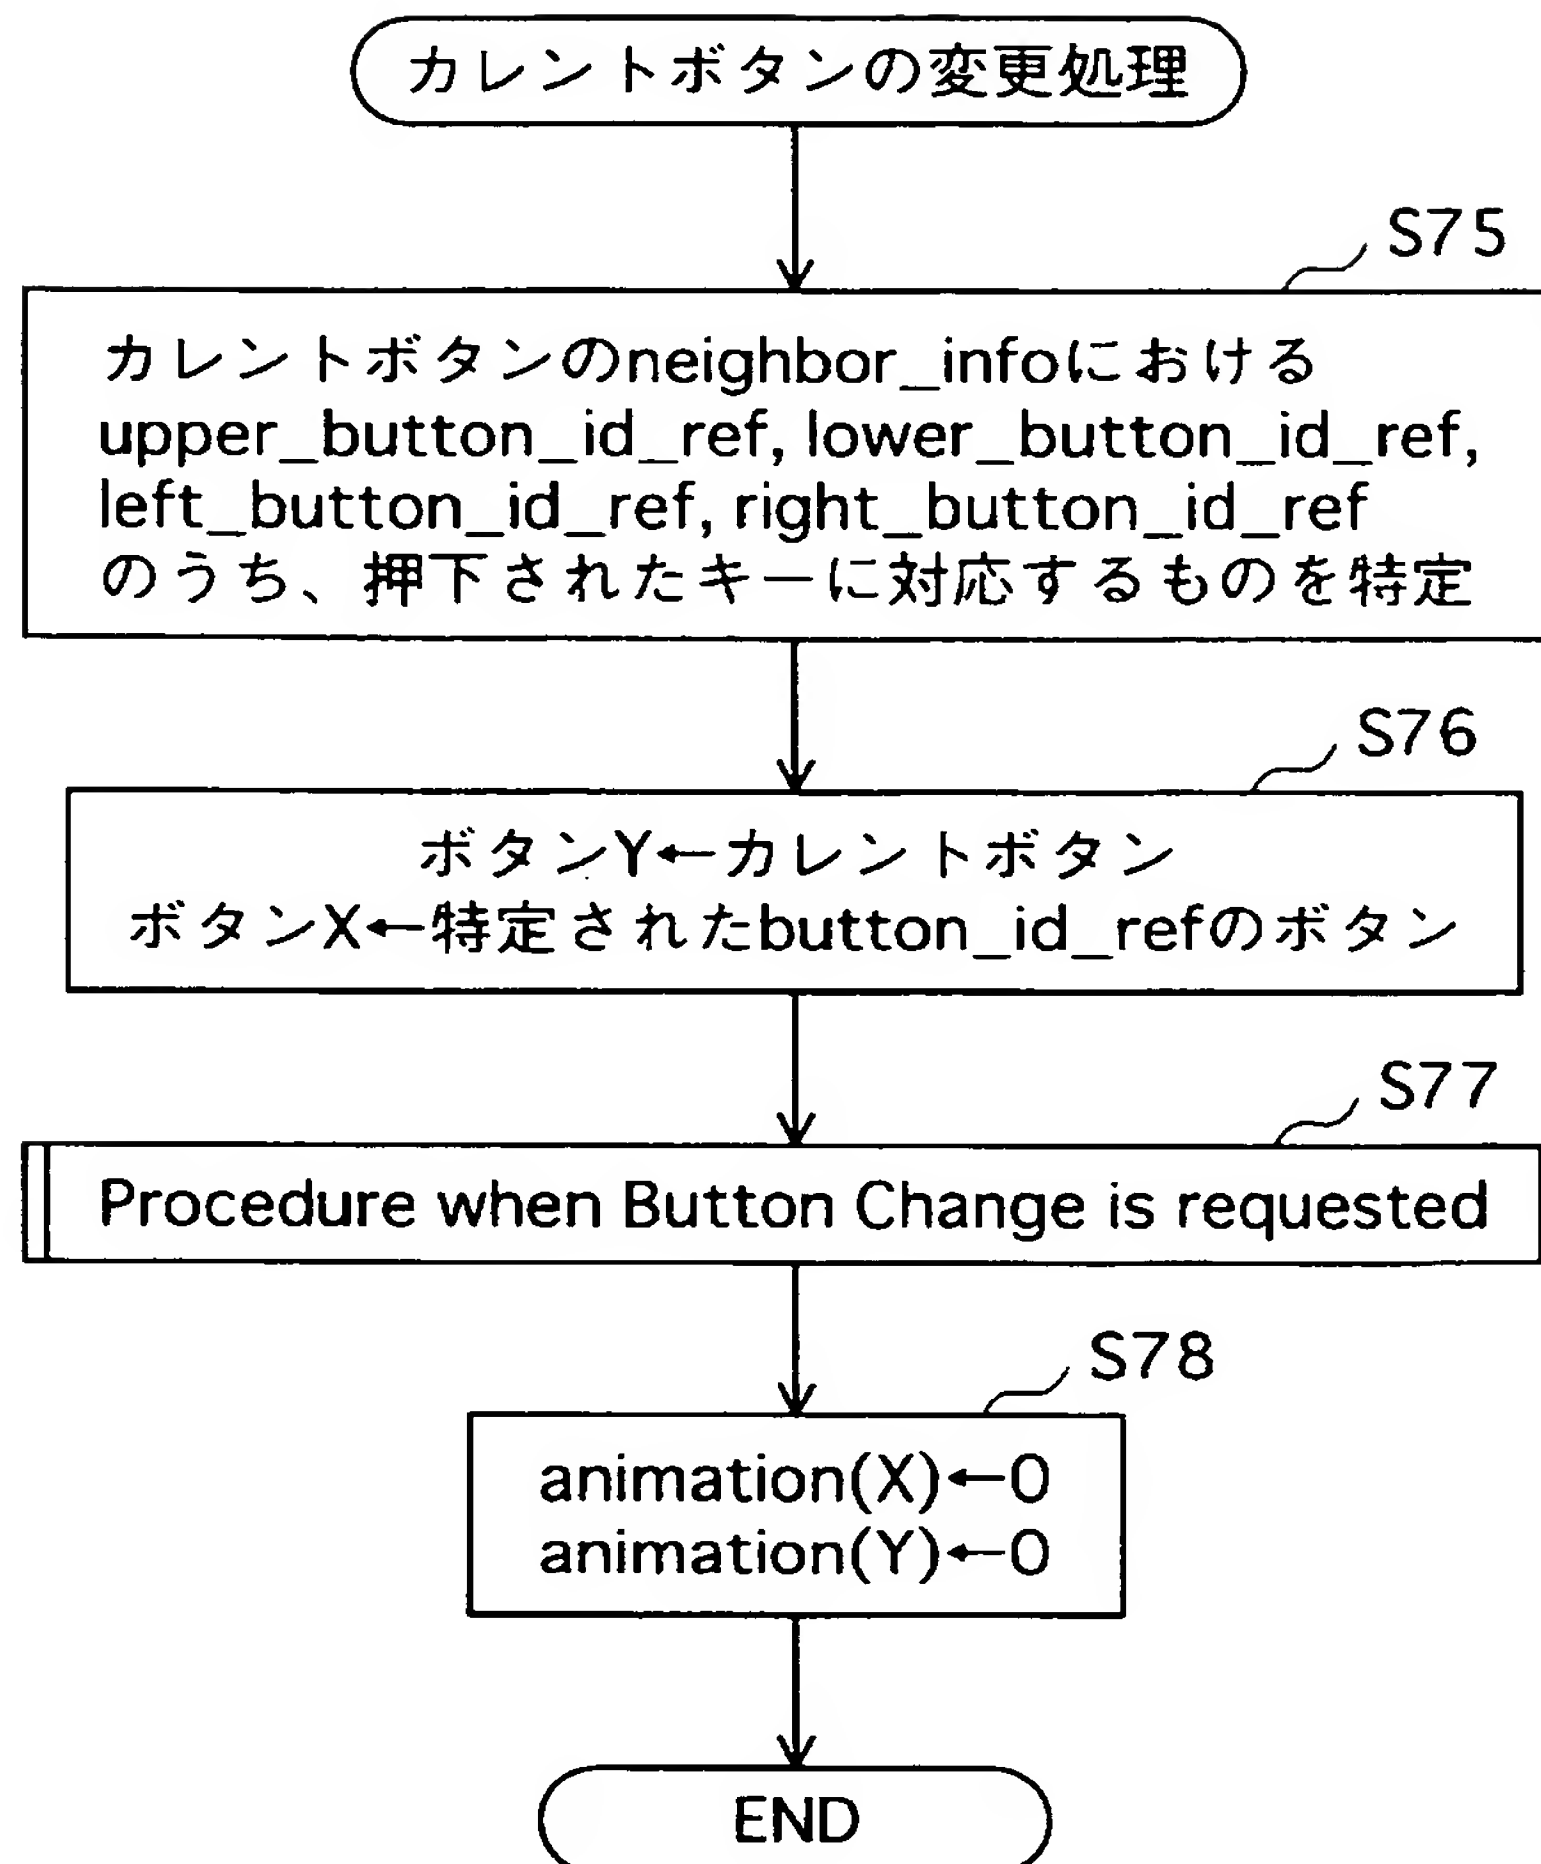 カレントボタンの変更処理
S75
カレントボタンのneighbor_infoにおける
upper_button_id_ref, lower_button_id_ref,
left_button_id_ref, right_button_id_ref
のうち、押下されたキーに対応するものを特定
S76
ボタンY←カレントボタン
ボタンX←特定されたbutton_id_refのボタン
S77
Procedure when Button Change is requested
S78
animation(X)←0
animation(Y)←0
END